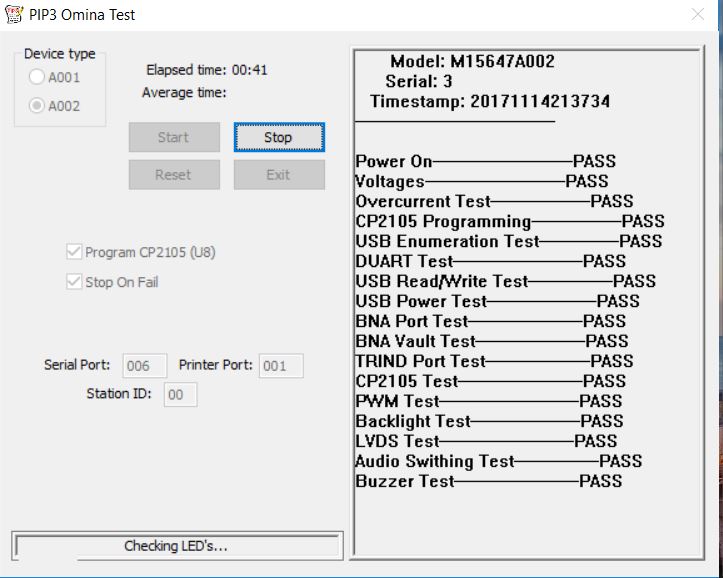 PIP3 Omina Test
Device type
A001
A002
Elapsed time: 00:41
Average time:
Start
Stop
Reset
Exit
Program CP2105 (U8)
Stop On Fail
Serial Port: 006 Printer Port: 001
Station ID: 00
Checking LED's...
Model: M15647A002
Serial: 3
Timestamp: 20171114213734
Power On—PASS
Voltages—PASS
Overcurrent Test—PASS
CP2105 Programming—PASS
USB Enumeration Test—PASS
DUART Test—PASS
USB Read/Write Test—PASS
USB Power Test—PASS
BNA Port Test—PASS
BNA Vault Test—PASS
TRIND Port Test—PASS
CP2105 Test—PASS
PWM Test—PASS
Backlight Test—PASS
LVDS Test—PASS
Audio Swithing Test—PASS
Buzzer Test—PASS